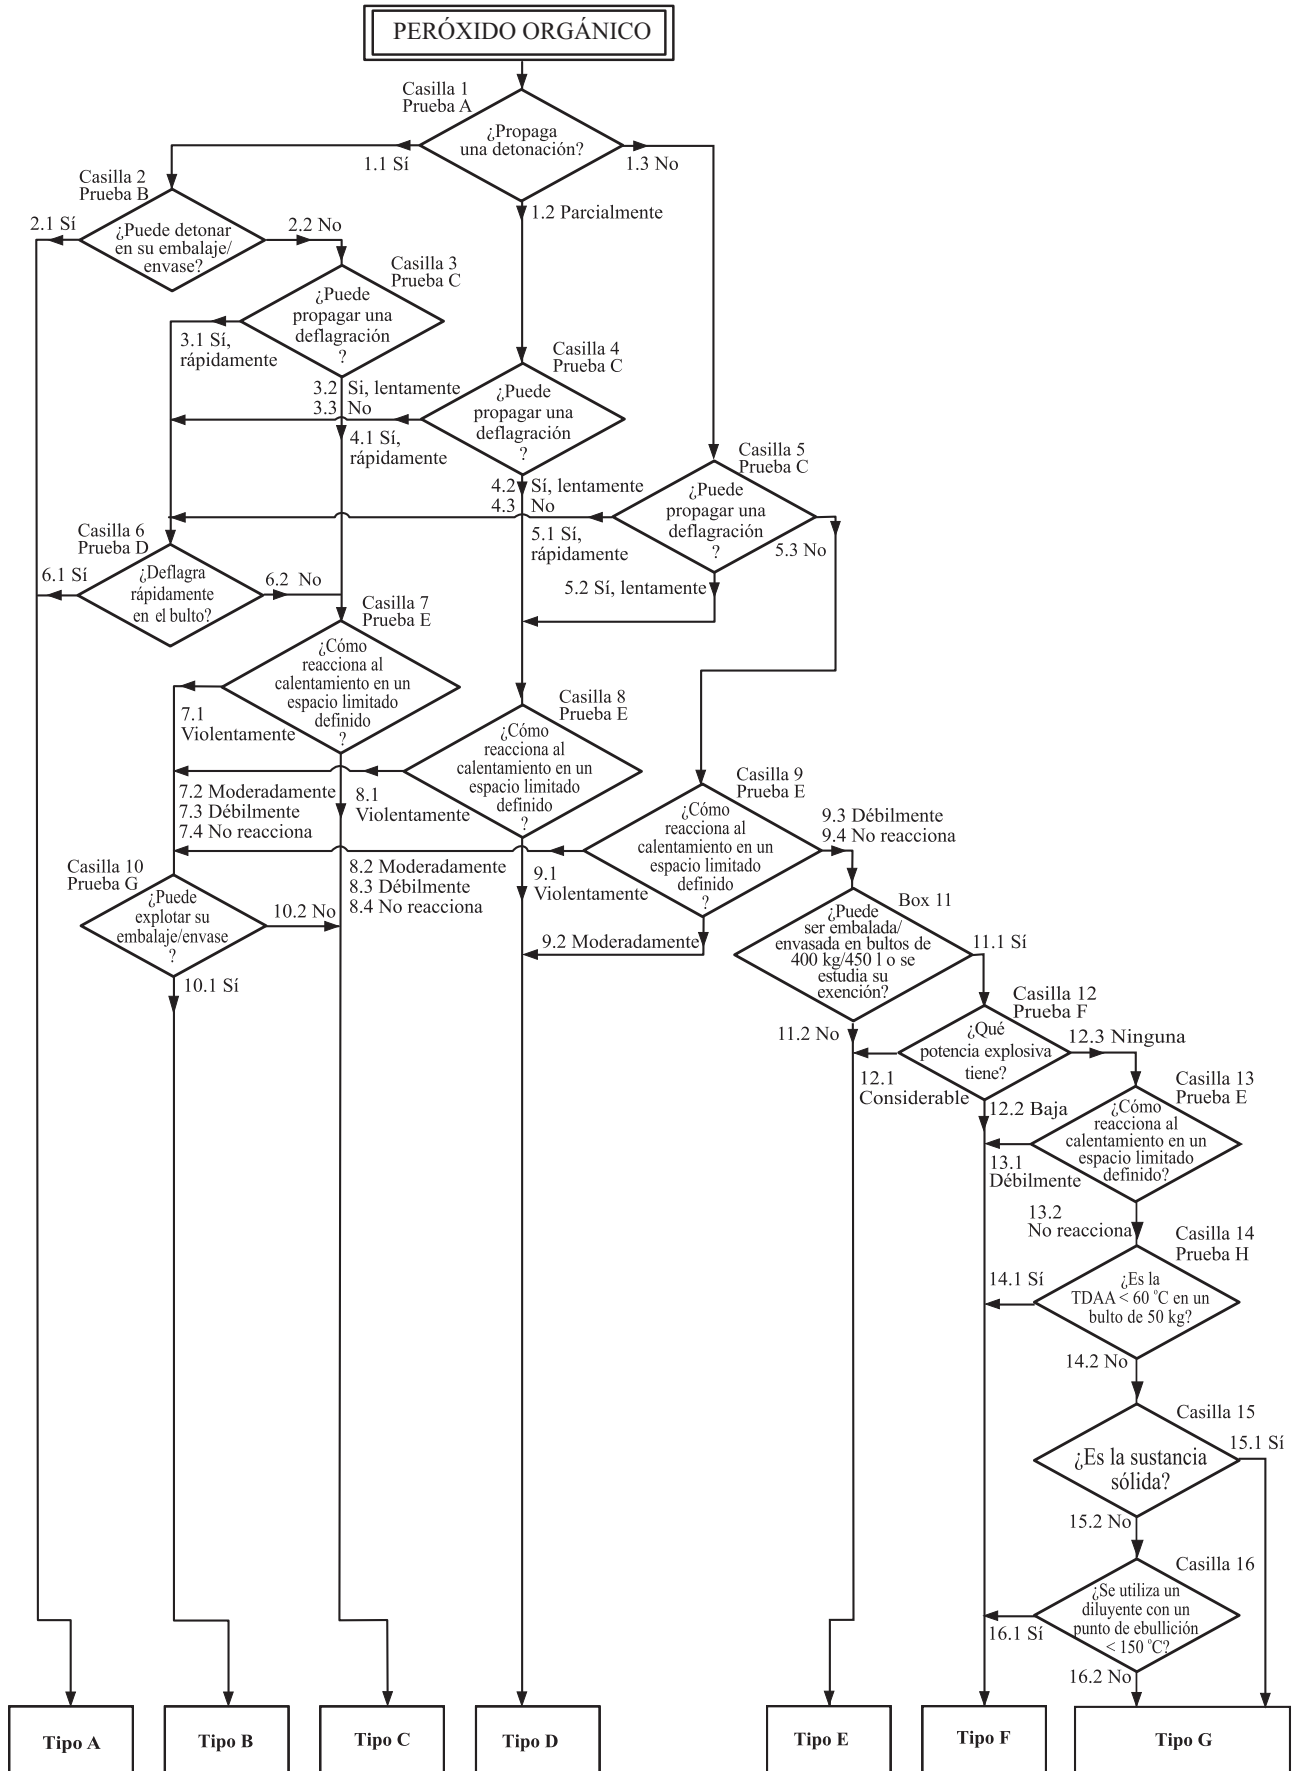 PERÓXIDO ORGÁNICO
Casilla 1
Prueba A
¿Propaga
una detonación?
1.1 Sí
1.3 No
1.2 Parcialmente
Casilla 2
Prueba B
2.1 Sí
¿Puede detonar
en su embalaje/
envase?
2.2 No
Casilla 3
Prueba C
¿Puede
propagar una
deflagración
?
3.1 Sí,
rápidamente
3.2 Si, lentamente
3.3 No
Casilla 4
Prueba C
¿Puede
propagar una
deflagración
?
4.1 Sí,
rápidamente
4.2 Sí, lentamente
4.3 No
Casilla 5
Prueba C
¿Puede
propagar una
deflagración
?
5.1 Sí,
rápidamente
5.3 No
5.2 Sí, lentamente
Casilla 6
Prueba D
6.1 Sí
¿Deflagra
rápidamente
en el bulto?
6.2 No
Casilla 7
Prueba E
¿Cómo
reacciona al
calentamiento en un
espacio limitado
definido
?
7.1
Violentamente
7.2 Moderadamente
7.3 Débilmente
7.4 No reacciona
Casilla 8
Prueba E
¿Cómo
reacciona al
calentamiento en un
espacio limitado
definido
?
8.1
Violentamente
8.2 Moderadamente
8.3 Débilmente
8.4 No reacciona
Casilla 9
Prueba E
¿Cómo
reacciona al
calentamiento en un
espacio limitado
definido
?
9.3 Débilmente
9.4 No reacciona
9.1
Violentamente
9.2 Moderadamente
Casilla 10
Prueba G
¿Puede
explotar su
embalaje/envase
?
10.2 No
10.1 Sí
Box 11
¿Puede
ser embalada/
envasada en bultos de
400 kg/450 l o se
estudia su
exención?
11.1 Sí
11.2 No
Casilla 12
Prueba F
¿Qué
potencia explosiva
tiene?
12.3 Ninguna
12.1
Considerable
12.2 Baja
Casilla 13
Prueba E
¿Cómo
reacciona al
calentamiento en un
espacio limitado
definido?
13.1
Débilmente
13.2
No reacciona
Casilla 14
Prueba H
14.1 Sí
¿Es la
TDAA < 60 °C en un
bulto de 50 kg?
14.2 No
Casilla 15
15.1 Sí
¿Es la sustancia
sólida?
15.2 No
Casilla 16
¿Se utiliza un
diluyente con un
punto de ebullición
< 150 °C?
16.1 Sí
16.2 No
Tipo A
Tipo B
Tipo C
Tipo D
Tipo E
Tipo F
Tipo G